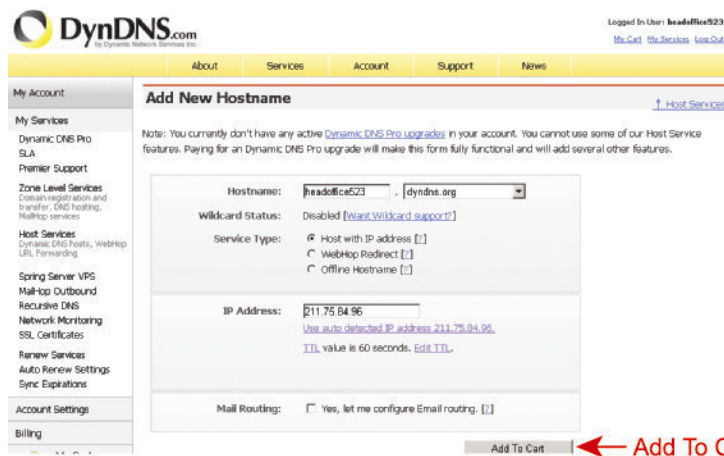 DynDNS.com
by Dynamic Network Services Inc.
Logged In User: headoffice523
My Cart My Services Log Out
About Services Account Support News
My Account
My Services
Dynamic DNS Pro
SLA
Premier Support
Zone Level Services
Domain registration and
transfer, DNS hosting,
MailHop services
Host Services
Dynamic DNS hosts, WebHop
URL Forwarding
Spring Server VPS
MailHop Outbound
Recursive DNS
Network Monitoring
SSL Certificates
Renew Services
Auto Renew Settings
Sync Expirations
Account Settings
Billing
Add New Hostname
↑ Host Services
Note: You currently don't have any active Dynamic DNS Pro upgrades in your account. You cannot use some of our Host Service
features. Paying for an Dynamic DNS Pro upgrade will make this form fully functional and will add several other features.
Hostname: headoffice523 . dyndns.org
Wildcard Status: Disabled [Want Wildcard support?]
Service Type: Host with IP address [?]
WebHop Redirect [?]
Offline Hostname [?]
IP Address: 211.75.84.96
Use auto detected IP address 211.75.84.96.
TTL value is 60 seconds. Edit TTL.
Mail Routing: Yes, let me configure Email routing. [?]
Add To Cart
Add To C